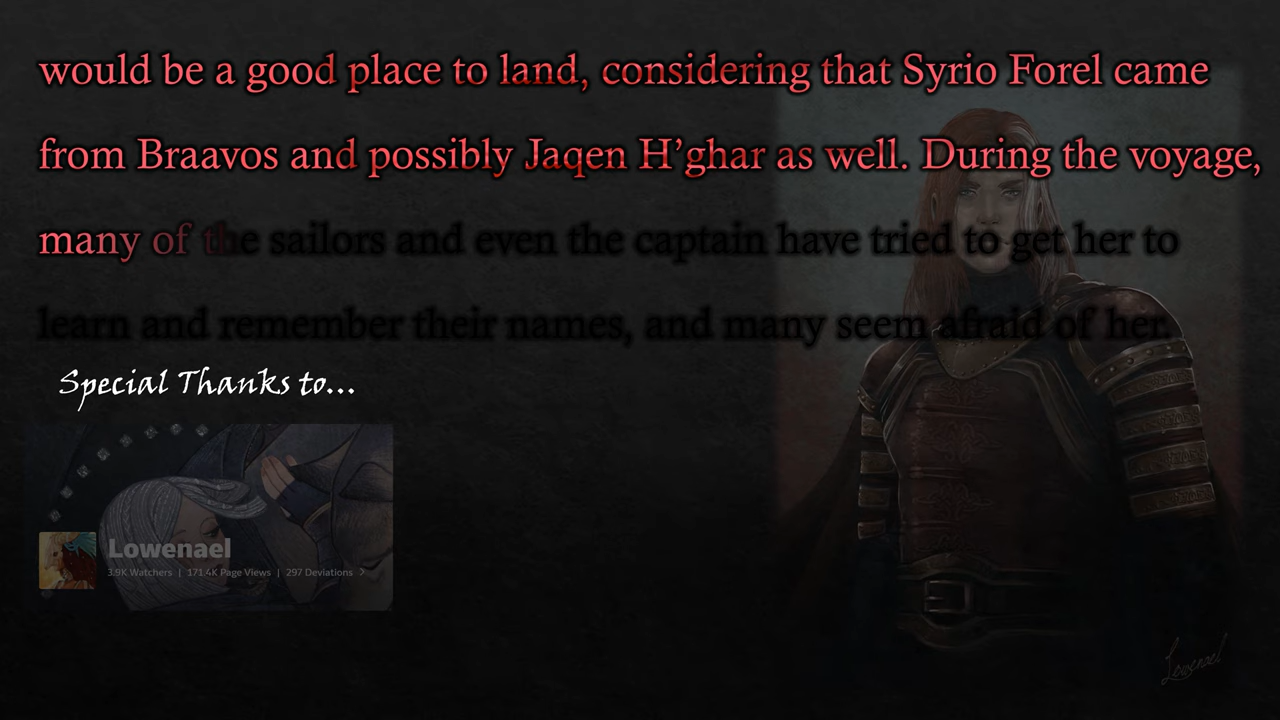 would be a good place to land, considering that Syrio Forel came
from Braavos and possibly Jaqen H’ghar as well. During the voyage,
many of the sailors and even the captain have tried to get her to
learn and remember their names, and many seem afraid of her.
Special Thanks to...
Lowenael
3.9K Watchers | 171.4K Page Views | 297 Deviations >
Lowenael